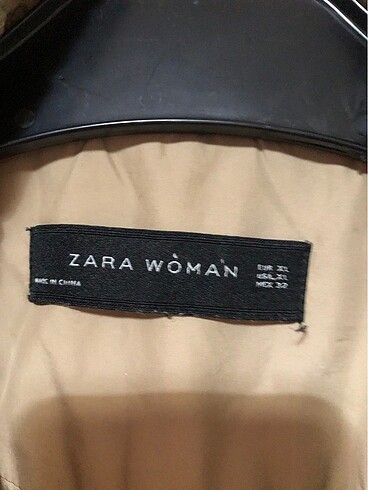 ZARA WOMAN
EUR XL
USA XL
MEX 32
MADE IN CHINA